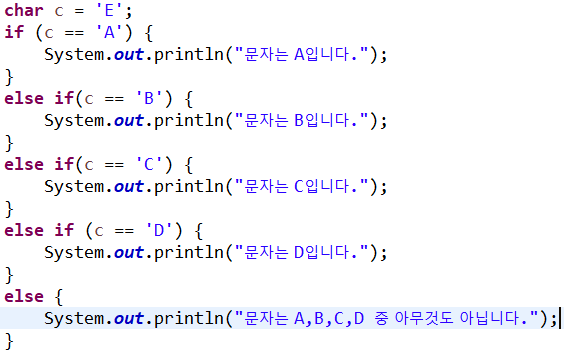 char c = 'E';
if (c == 'A') {
    System.out.println("문자는 A입니다.");
}
else if(c == 'B') {
    System.out.println("문자는 B입니다.");
}
else if(c == 'C') {
    System.out.println("문자는 C입니다.");
}
else if (c == 'D') {
    System.out.println("문자는 D입니다.");
}
else {
    System.out.println("문자는 A,B,C,D 중 아무것도 아닙니다.");
}